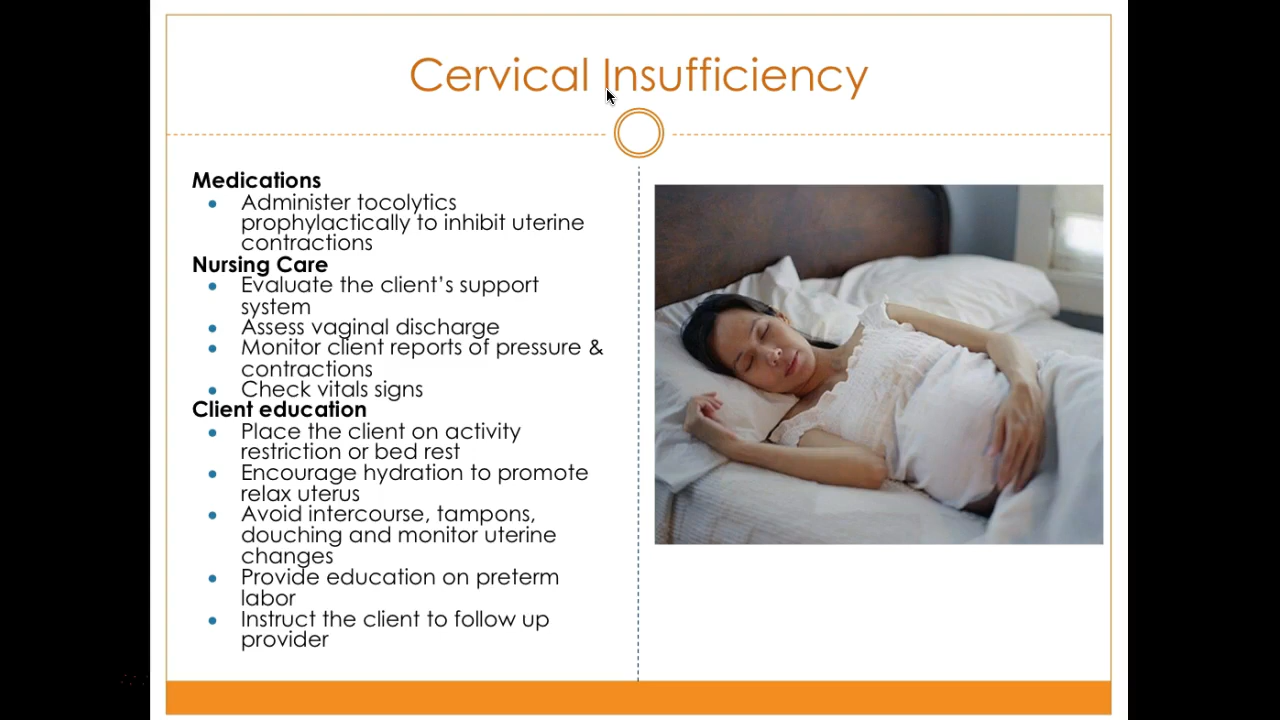 Cervical Insufficiency
Medications
• Administer tocolytics
prophylactically to inhibit uterine
contractions
Nursing Care
• Evaluate the client’s support
system
• Assess vaginal discharge
• Monitor client reports of pressure &
contractions
• Check vitals signs
Client education
• Place the client on activity
restriction or bed rest
• Encourage hydration to promote
relax uterus
• Avoid intercourse, tampons,
douching and monitor uterine
changes
• Provide education on preterm
labor
• Instruct the client to follow up
provider